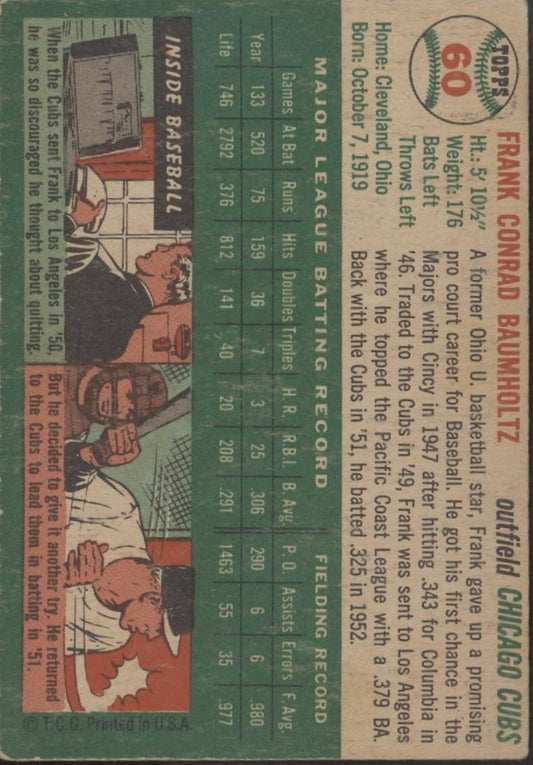 TOPPS
60
FRANK CONRAD BAUMHOLTZ outfield CHICAGO CUBS
Ht.: 5' 10½"
Weight: 176
Bats Left
Throws Left
Home: Cleveland, Ohio
Born: October 7, 1919
A former Ohio U. basketball star, Frank gave up a promising
pro court career for Baseball. He got his first chance in the
Majors with Cincy in 1947 after hitting .343 for Columbia in
'46. Traded to the Cubs in '49, Frank was sent to Los Angeles
where he topped the Pacific Coast League with a .379 BA.
Back with the Cubs in '51, he batted .325 in 1952.
MAJOR LEAGUE BATTING RECORD FIELDING RECORD
Games At Bat Runs Hits Doubles Triples H. R. R.B.I. B. Avg. P. O. Assists Errors F. Avg.
Year 133 520 75 159 36 7 3 25 306 290 6 6 .980
Life 746 2792 376 812 141 40 20 208 291 1463 55 35 .977
INSIDE BASEBALL
When the Cubs sent Frank to Los Angeles in '50,
he was so discouraged he thought about quitting.
But he decided to give it another try. He returned
to the Cubs to lead them in batting in '51.
© T.C.G. Printed in U.S.A.